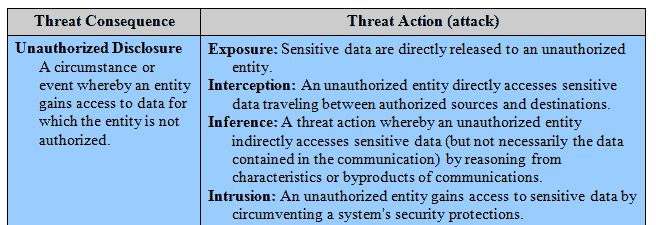 Threat Consequence
Threat Action (attack)
Unauthorized Disclosure
A circumstance or
event whereby an entity
gains access to data for
which the entity is not
authorized.
Exposure: Sensitive data are directly released to an unauthorized
entity.
Interception: An unauthorized entity directly accesses sensitive
data traveling between authorized sources and destinations.
Inference: A threat action whereby an unauthorized entity
indirectly accesses sensitive data (but not necessarily the data
contained in the communication) by reasoning from
characteristics or byproducts of communications.
Intrusion: An unauthorized entity gains access to sensitive data by
circumventing a system's security protections.